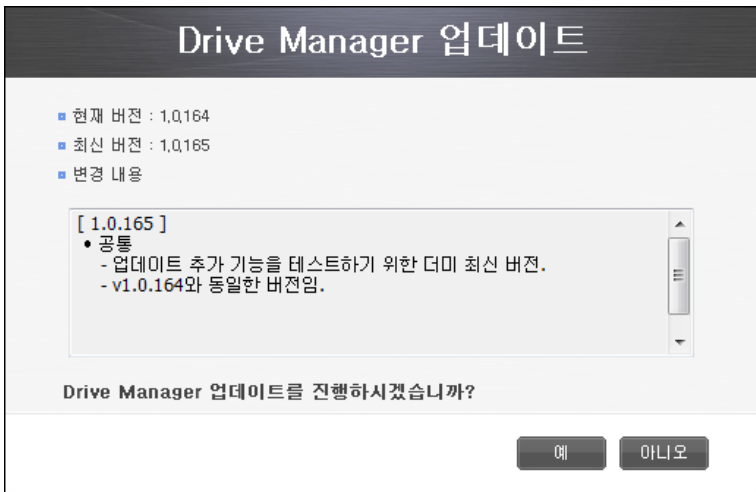 Drive Manager 업데이트
현재 버전 : 1.0.164
최신 버전 : 1.0.165
변경 내용
[ 1.0.165 ]
• 공통
- 업데이트 추가 기능을 테스트하기 위한 더미 최신 버전.
- v1.0.164와 동일한 버전임.
Drive Manager 업데이트를 진행하시겠습니까?
예
아니오